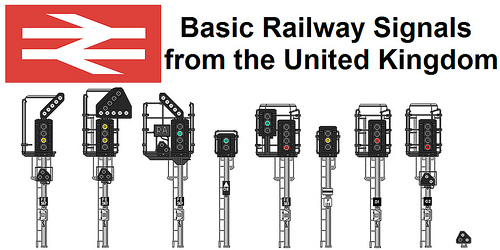 Basic Railway Signals
from the United Kingdom